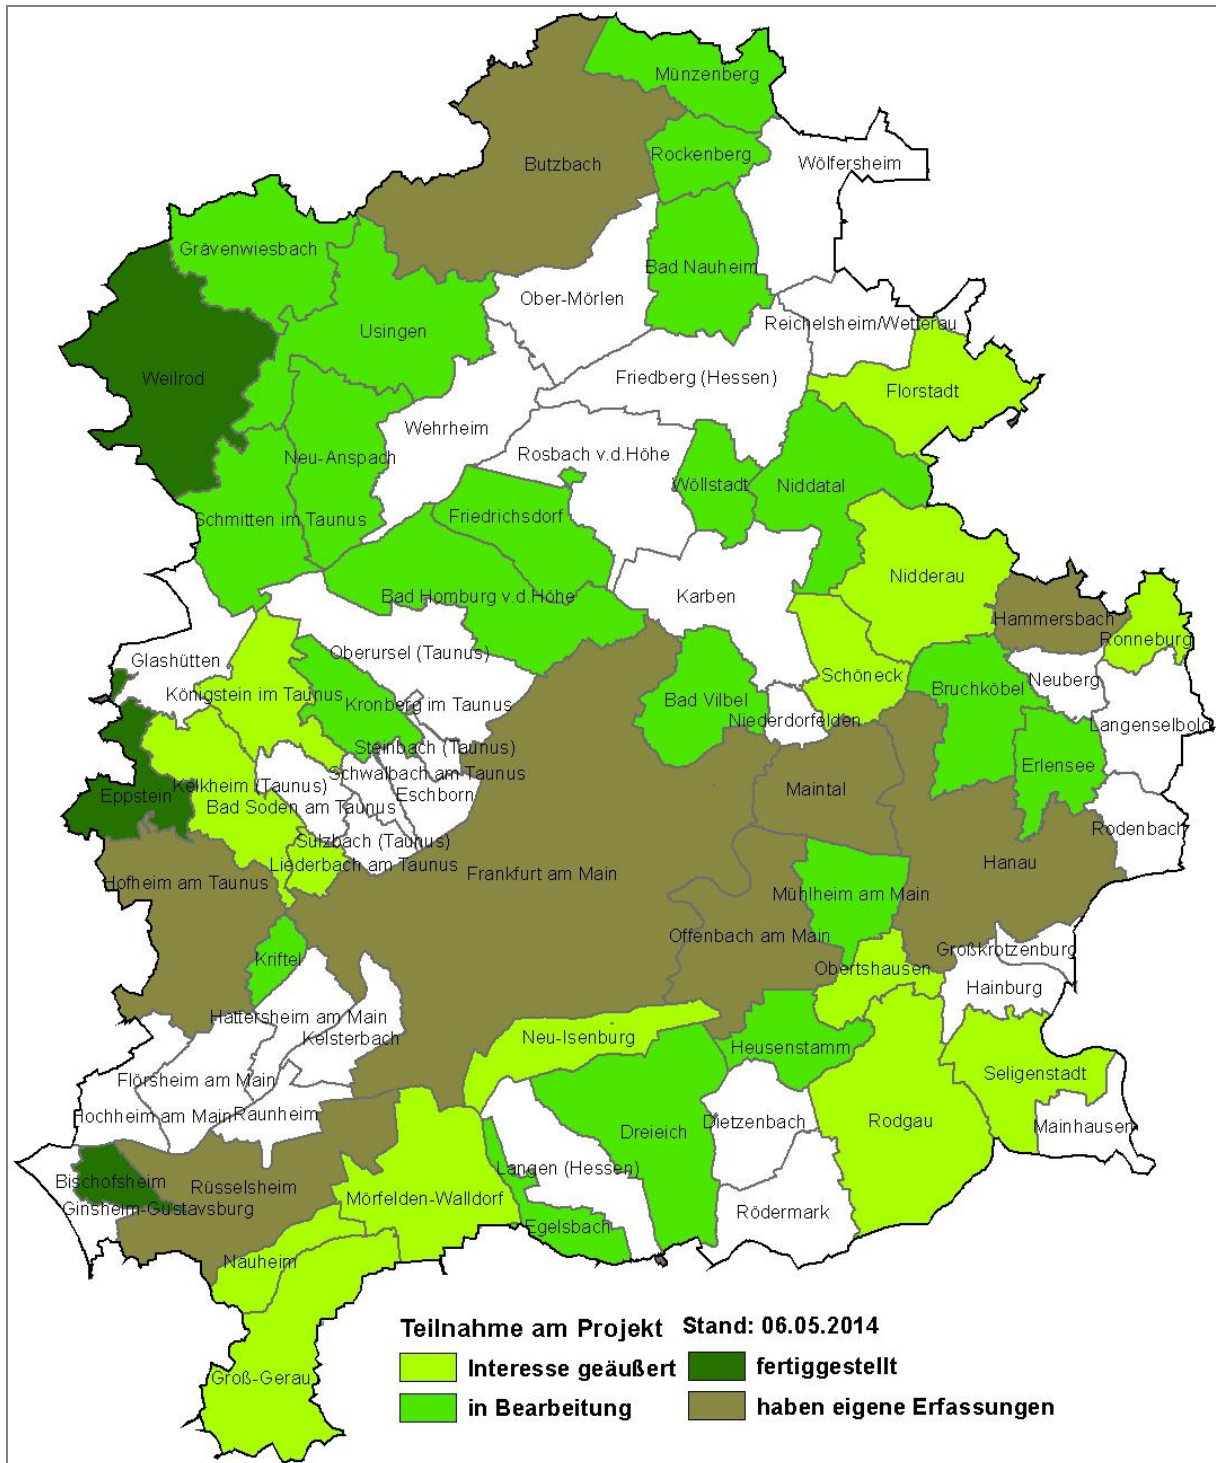 Münzenberg
Butzbach
Rockenberg
Wölfersheim
Grävenwiesbach
Bad Nauheim
Ober-Mörlen
Usingen
Reichelsheim/Wetterau
Weilrod
Friedberg (Hessen)
Florstadt
Wehrheim
Neu-Anspach
Rosbach v.d.Höhe
Wöllstadt
Niddatal
Schmitten im Taunus
Friedrichsdorf
Nidderau
Bad Homburg v.d.Höhe
Karben
Hammersbach
Ronneburg
Glashütten
Oberursel (Taunus)
Schöneck
Neuberg
Königstein im Taunus
Bruchköbel
Kronberg im Taunus
Bad Vilbel
Niederdorfelden
Langenselbold
Steinbach (Taunus)
Schwalbach am Taunus
Erlensee
Kelkheim (Taunus)
Eppstein
Eschborn
Maintal
Bad Soden am Taunus
Rodenbach
Sulzbach (Taunus)
Liederbach am Taunus
Hanau
Hofheim am Taunus
Frankfurt am Main
Mühlheim am Main
Offenbach am Main
Großkrotzenburg
Kriftel
Obertshausen
Hainburg
Hattersheim am Main
Kelsterbach
Neu-Isenburg
Heusenstamm
Flörsheim am Main
Seligenstadt
Hochheim am Main
Raunheim
Dietzenbach
Rodgau
Mainhausen
Dreieich
Bischofsheim
Langen (Hessen)
Rüsselsheim
Mörfelden-Walldorf
Ginsheim-Gustavsburg
Rödermark
Egelsbach
Nauheim
Groß-Gerau
Teilnahme am Projekt Stand: 06.05.2014
Interesse geäußert
fertiggestellt
in Bearbeitung
haben eigene Erfassungen